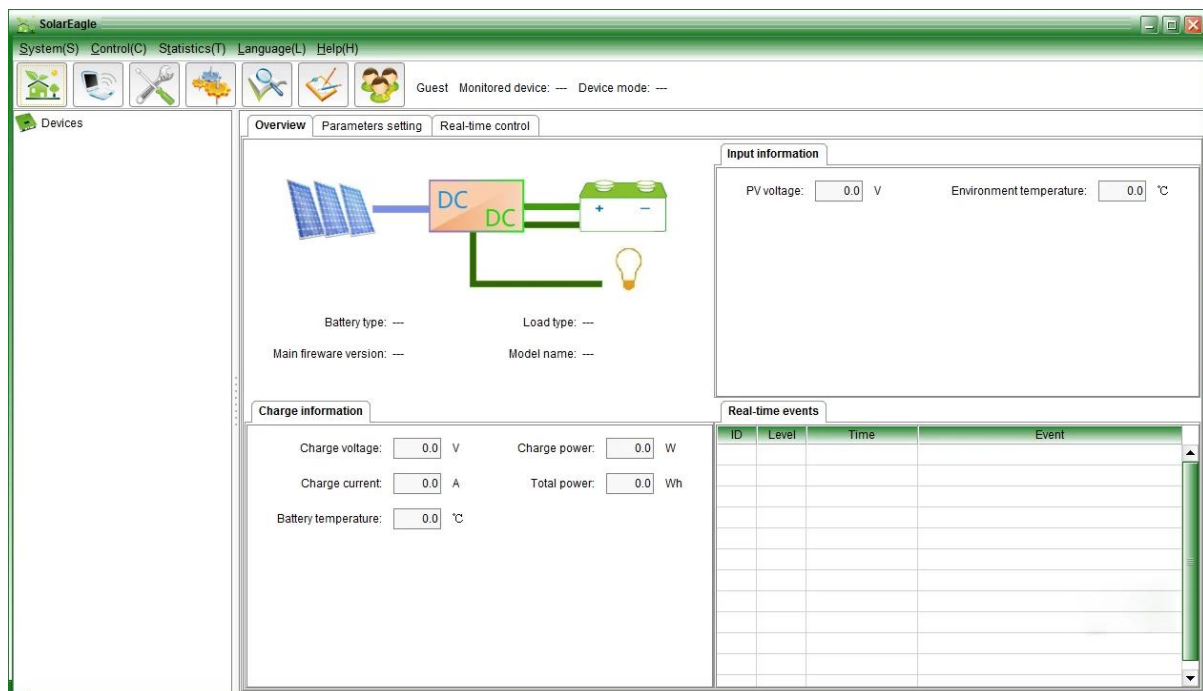 SolarEagle
System(S) Control(C) Statistics(T) Language(L) Help(H)
Guest Monitored device: --- Device mode: ---
Devices
Overview Parameters setting Real-time control
DC
DC
+ −
Battery type: --- Load type: ---
Main fireware version: --- Model name: ---
Input information
PV voltage: 0.0 V Environment temperature: 0.0 ℃
Charge information
Charge voltage: 0.0 V Charge power: 0.0 W
Charge current: 0.0 A Total power: 0.0 Wh
Battery temperature: 0.0 ℃
Real-time events
ID Level Time Event